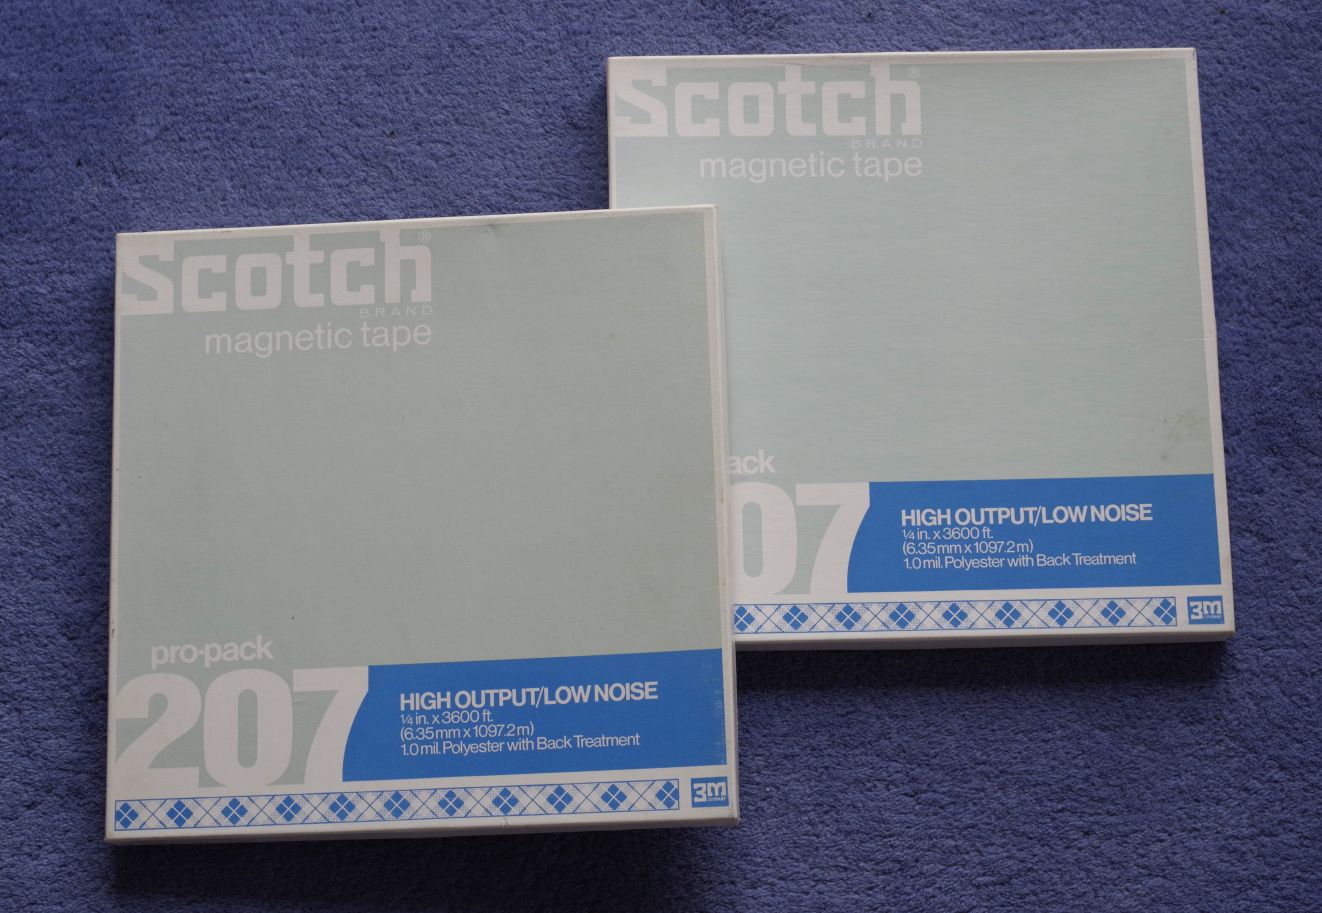 Scotch®
BRAND
magnetic tape
pro·pack
207
HIGH OUTPUT/LOW NOISE
¼ in. x 3600 ft.
(6.35 mm x 1097.2 m)
1.0 mil. Polyester with Back Treatment
3M
COMPANY
Scotch®
BRAND
magnetic tape
ack
07
HIGH OUTPUT/LOW NOISE
¼ in. x 3600 ft.
(6.35 mm x 1097.2 m)
1.0 mil. Polyester with Back Treatment
3M
COMPANY